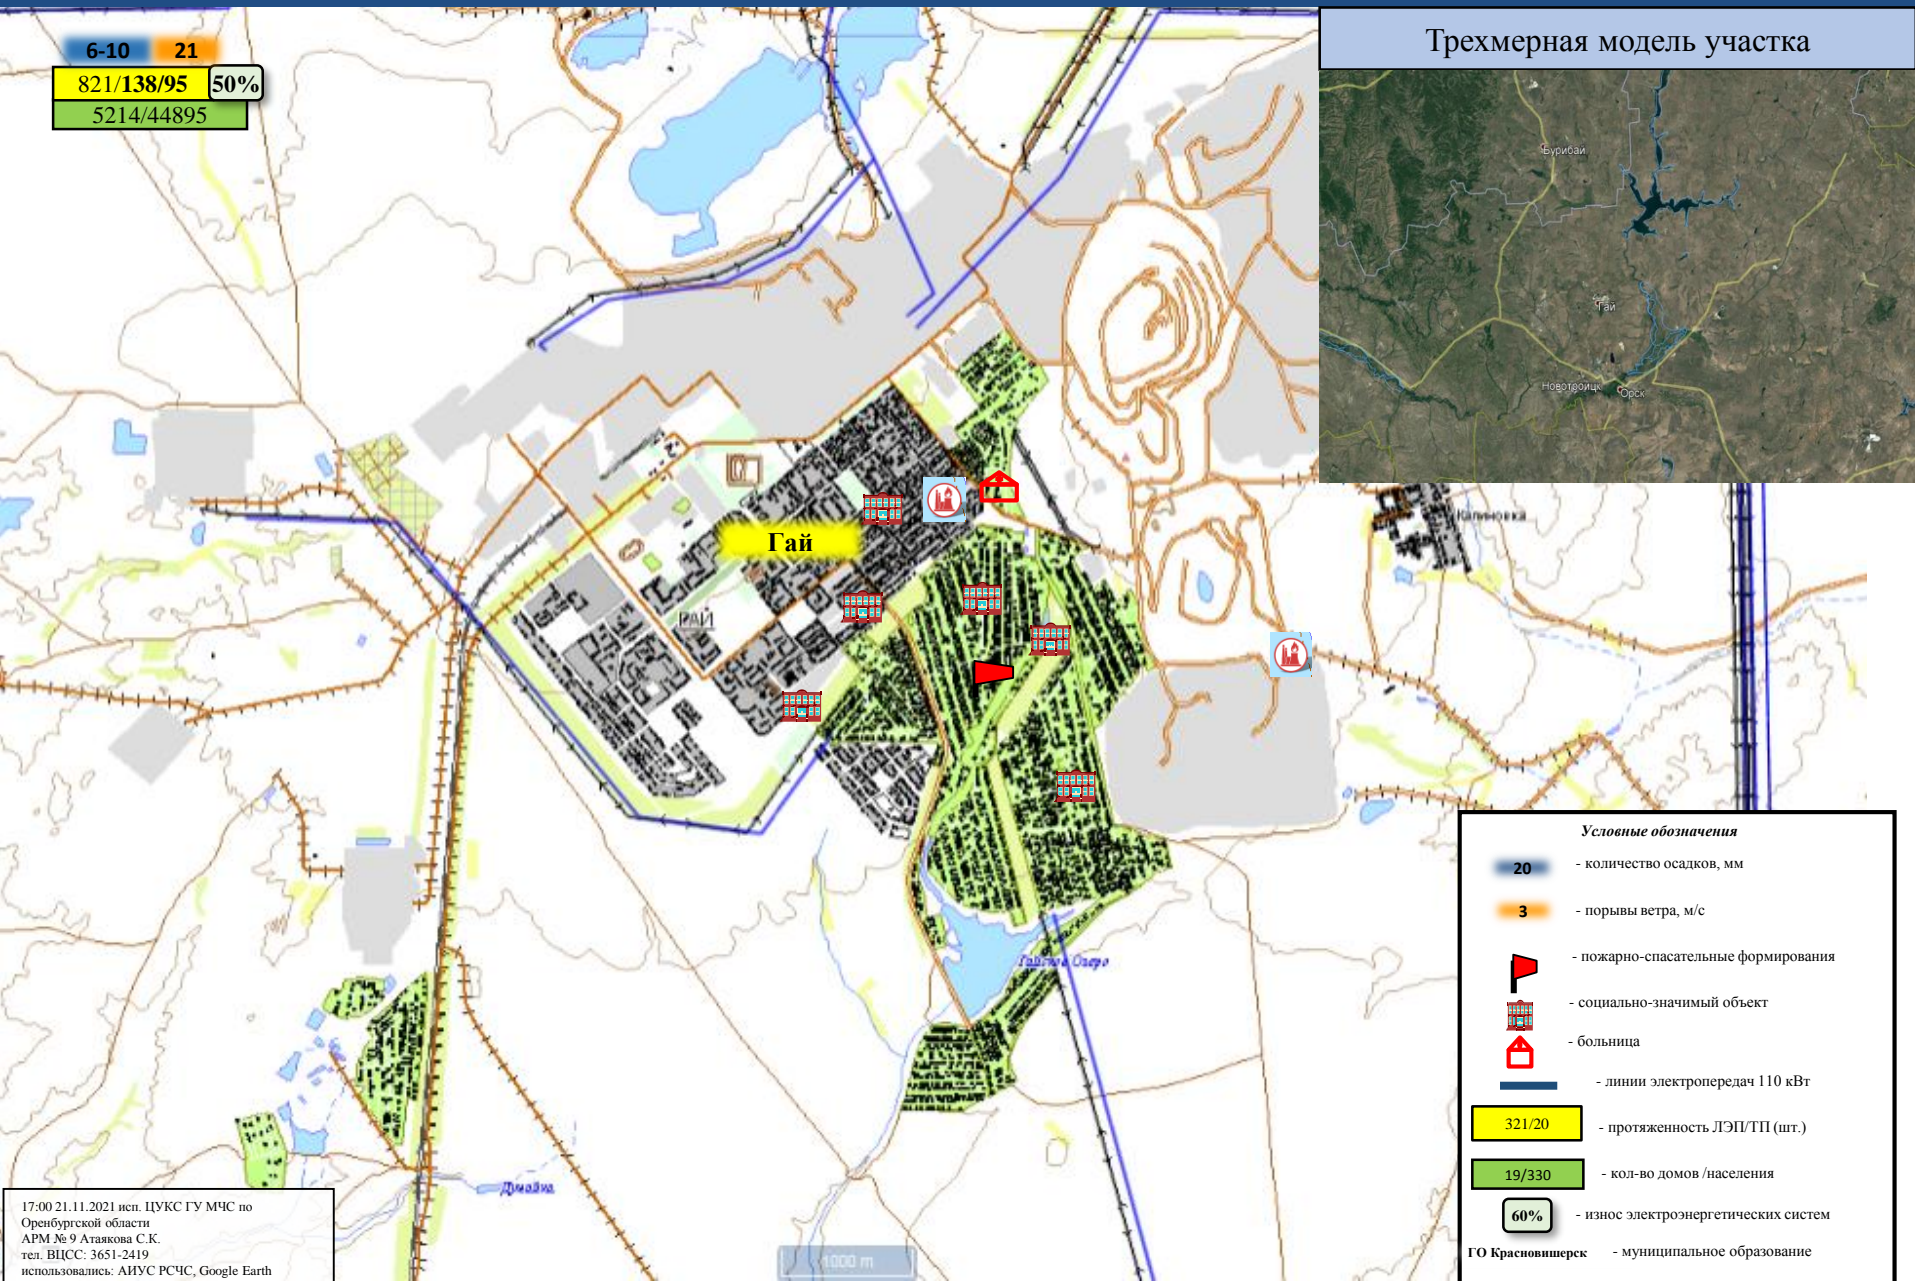 6-10 21
821/138/95 50%
5214/44895
Трехмерная модель участка
Бурибай
Гай
Новотройцк
Орск
Калиновка
Гай
ГАЙ
Гайское Озеро
Думайка
1000 m
Условные обозначения
20 - количество осадков, мм
3 - порывы ветра, м/с
- пожарно-спасательные формирования
- социально-значимый объект
- больница
- линии электропередач 110 кВт
321/20 - протяженность ЛЭП/ТП (шт.)
19/330 - кол-во домов /населения
60% - износ электроэнергетических систем
ГО Красновишерск - муниципальное образование
17:00 21.11.2021 исп. ЦУКС ГУ МЧС по
Оренбургской области
АРМ № 9 Атаякова С.К.
тел. ВЦСС: 3651-2419
использовались: АИУС РСЧС, Google Earth